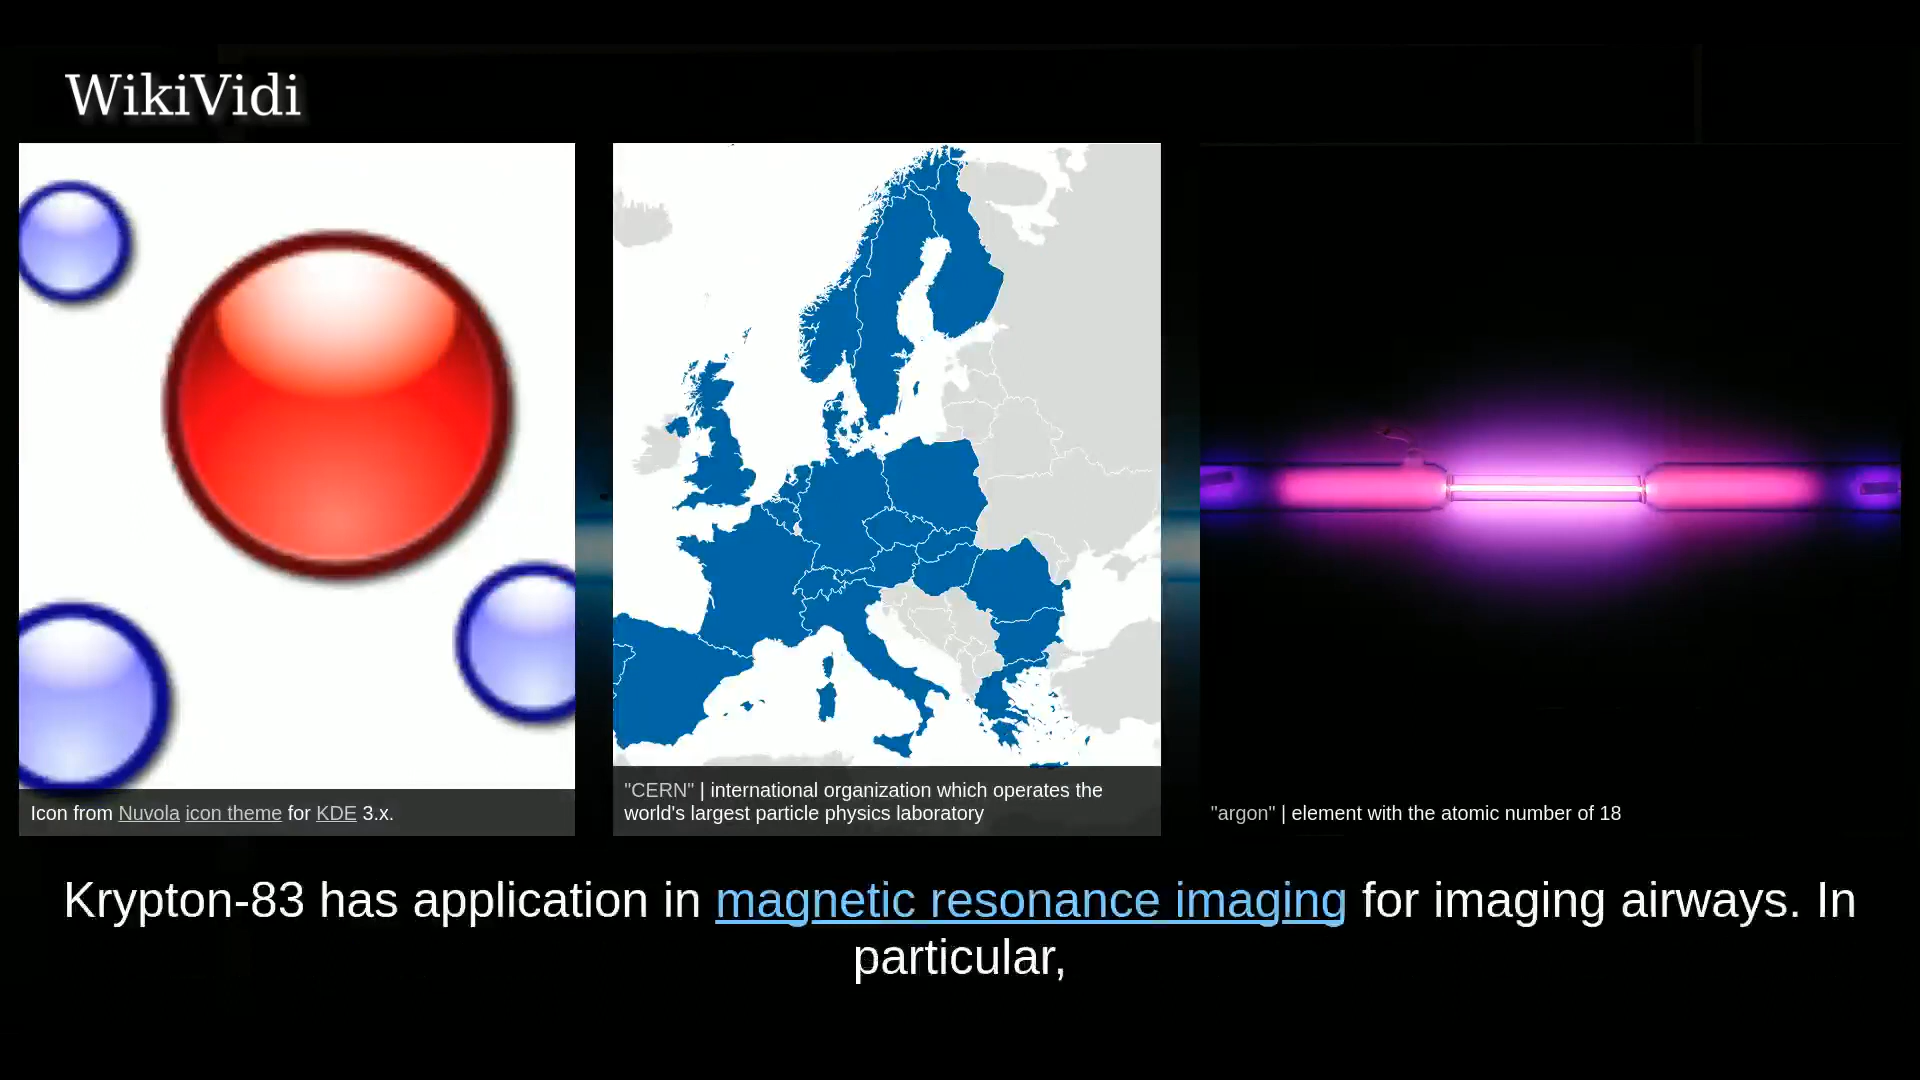 WikiVidi
Icon from Nuvola icon theme for KDE 3.x.
"CERN" | international organization which operates the
world's largest particle physics laboratory
"argon" | element with the atomic number of 18
Krypton-83 has application in magnetic resonance imaging for imaging airways. In
particular,